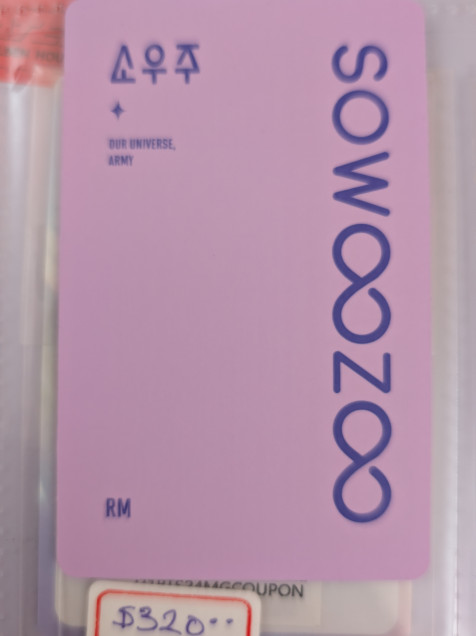 소우주
OUR UNIVERSE,
ARMY
SOWOOZOO
RM
COUPON
$320..